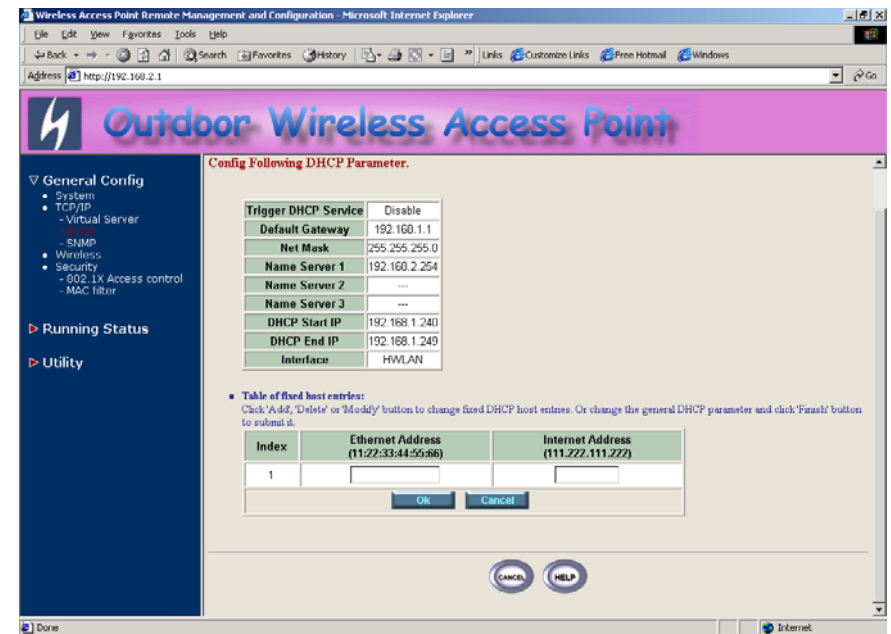 Wireless Access Point Remote Management and Configuration - Microsoft Internet Explorer
File Edit View Favorites Tools Help
Back Search Favorites History Links Customize Links Free Hotmail Windows
Address http://192.168.2.1 Go
Outdoor Wireless Access Point
General Config
System
TCP/IP
- Virtual Server
- DHCP
- SNMP
Wireless
Security
- 802.1X Access control
- MAC filter
Running Status
Utility
Config Following DHCP Parameter.
Trigger DHCP Service Disable
Default Gateway 192.168.1.1
Net Mask 255.255.255.0
Name Server 1 192.168.2.254
Name Server 2 ---
Name Server 3 ---
DHCP Start IP 192.168.1.240
DHCP End IP 192.168.1.249
Interface HWLAN
Table of fixed host entries:
Click 'Add', 'Delete' or 'Modify' button to change fixed DHCP host entries. Or change the general DHCP parameter and click 'Finish' button
to submit it.
Index Ethernet Address (11:22:33:44:55:66) Internet Address (111.222.111.222)
1
Ok Cancel
CANCEL HELP
Done Internet